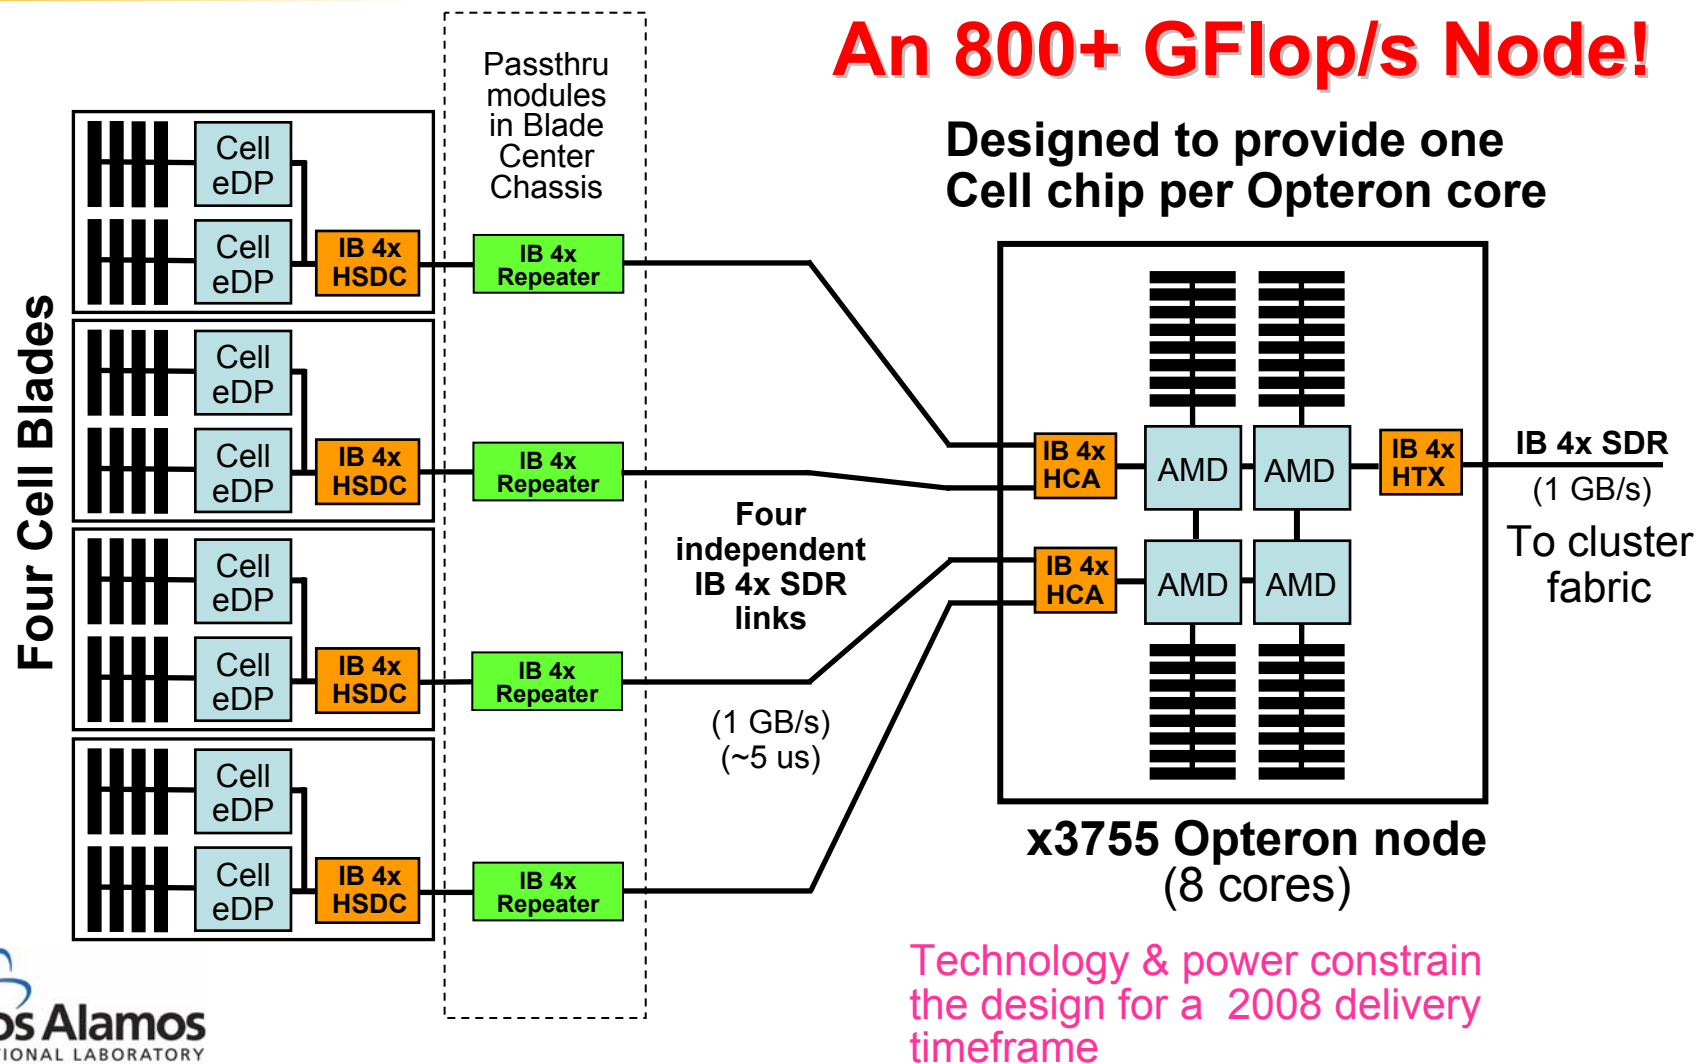 An 800+ GFlop/s Node!
Passthru
modules
in Blade
Center
Chassis
Designed to provide one
Cell chip per Opteron core
Four Cell Blades
Cell
eDP
Cell
eDP
IB 4x
HSDC
IB 4x
Repeater
Cell
eDP
Cell
eDP
IB 4x
HSDC
IB 4x
Repeater
Cell
eDP
Cell
eDP
IB 4x
HSDC
IB 4x
Repeater
Cell
eDP
Cell
eDP
IB 4x
HSDC
IB 4x
Repeater
Four
independent
IB 4x SDR
links
(1 GB/s)
(~5 us)
IB 4x
HCA
AMD
AMD
IB 4x
HTX
IB 4x
HCA
AMD
AMD
IB 4x SDR
(1 GB/s)
To cluster
fabric
x3755 Opteron node
(8 cores)
Technology & power constrain
the design for a 2008 delivery
timeframe
os Alamos
TIONAL LABORATORY